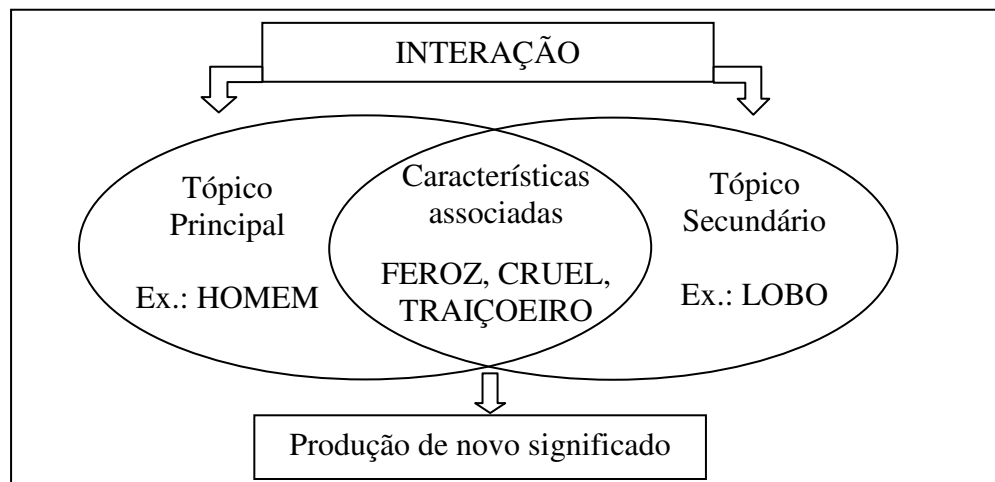 INTERAÇÃO
Tópico
Principal
Ex.: HOMEM
Características
associadas
FEROZ, CRUEL,
TRAIÇOEIRO
Tópico
Secundário
Ex.: LOBO
Produção de novo significado